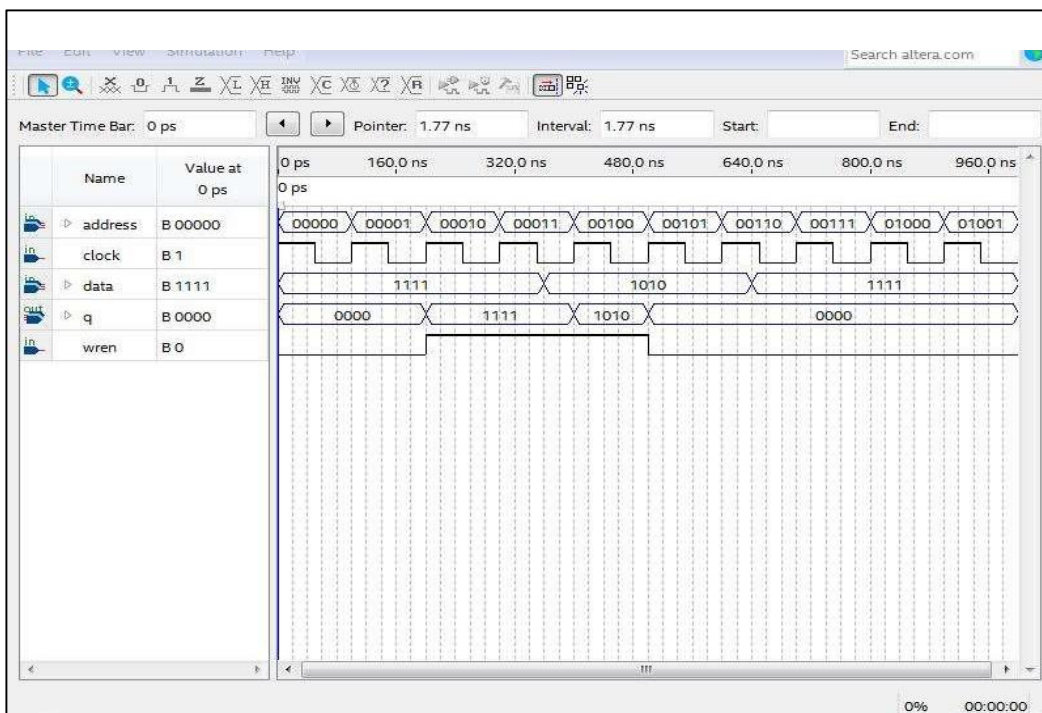 File Edit View Simulation Help
Search altera.com
Master Time Bar: 0 ps Pointer: 1.77 ns Interval: 1.77 ns Start: End:
Name Value at 0 ps
0 ps 160.0 ns 320.0 ns 480.0 ns 640.0 ns 800.0 ns 960.0 ns
0 ps
address B 00000 00000 00001 00010 00011 00100 00101 00110 00111 01000 01001
in clock B 1
data B 1111 1111 1010 1111
out q B 0000 0000 1111 1010 0000
in wren B 0
0% 00:00:00